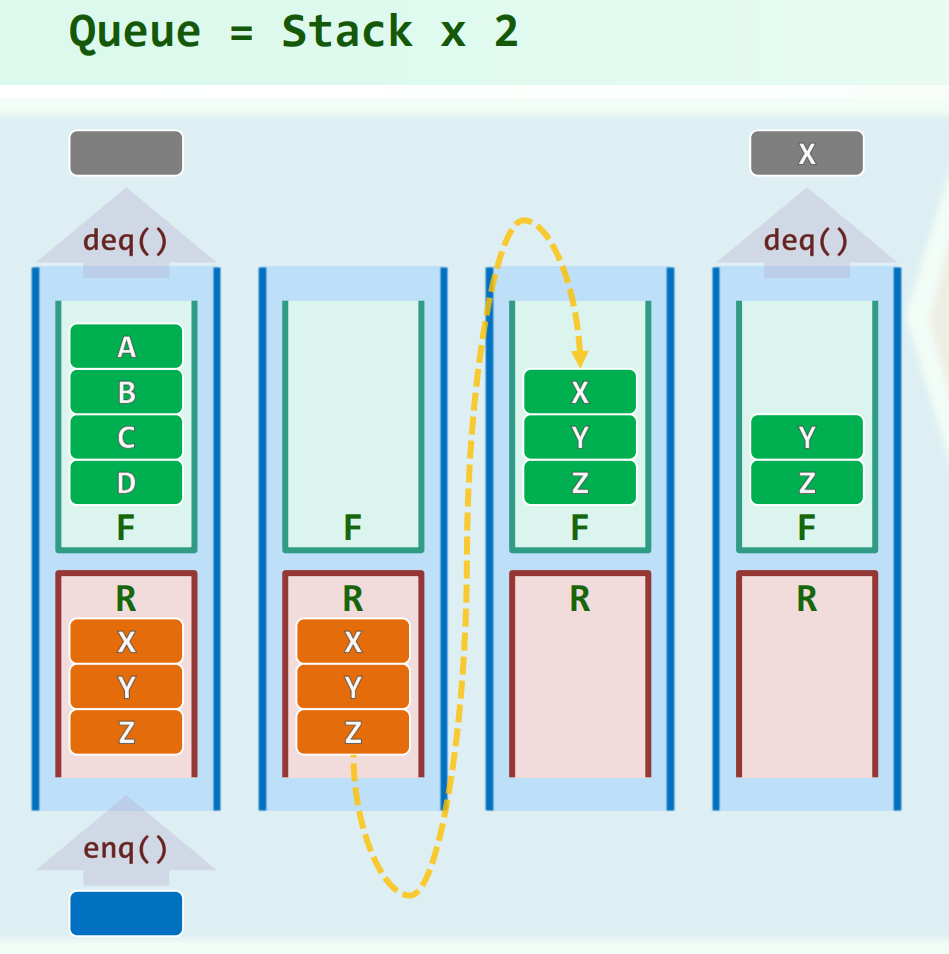 Queue = Stack x 2
X
deq() deq()
A
B X
C Y Y
D Z Z
F F F F
R R R R
X X
Y Y
Z Z
enq()